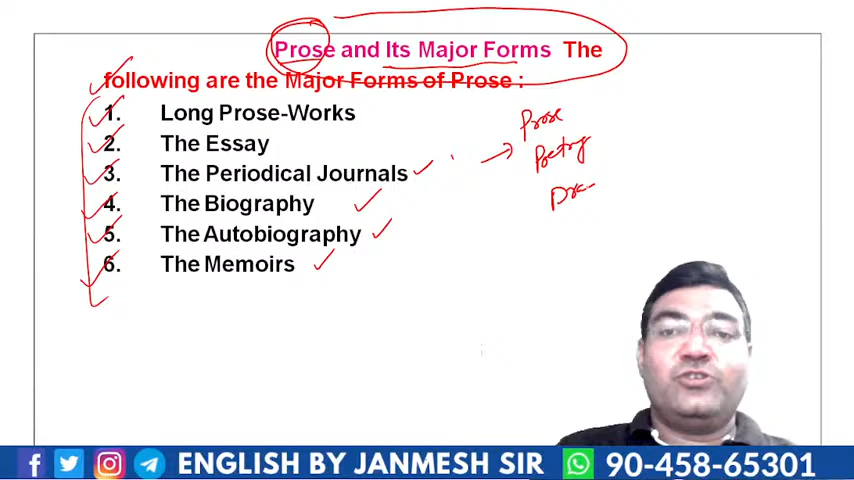 Prose and Its Major Forms The
following are the Major Forms of Prose :
1. Long Prose-Works
2. The Essay
3. The Periodical Journals
4. The Biography
5. The Autobiography
6. The Memoirs
Prose
Poetry
ENGLISH BY JANMESH SIR 90-458-65301